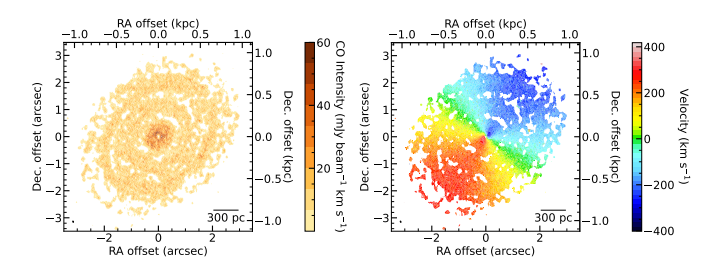 RA offset (kpc)
−1.0 −0.5 0.0 0.5 1.0
3
2
1
0
−1
−2
−3
Dec. offset (arcsec)
1.0
0.5
0.0
−0.5
−1.0
Dec. offset (kpc)
300 pc
−2 0 2
RA offset (arcsec)
60
40
20
CO Intensity (mJy beam⁻¹ km s⁻¹)
RA offset (kpc)
−1.0 −0.5 0.0 0.5 1.0
3
2
1
0
−1
−2
−3
Dec. offset (arcsec)
1.0
0.5
0.0
−0.5
−1.0
Dec. offset (kpc)
300 pc
−2 0 2
RA offset (arcsec)
400
200
0
−200
−400
Velocity (km s⁻¹)